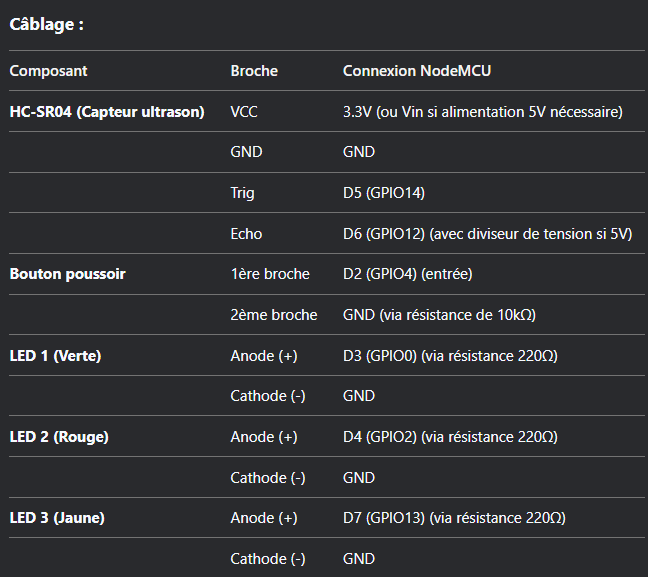 Câblage :
Composant Broche Connexion NodeMCU
HC-SR04 (Capteur ultrason) VCC 3.3V (ou Vin si alimentation 5V nécessaire)
GND GND
Trig D5 (GPIO14)
Echo D6 (GPIO12) (avec diviseur de tension si 5V)
Bouton poussoir 1ère broche D2 (GPIO4) (entrée)
2ème broche GND (via résistance de 10kΩ)
LED 1 (Verte) Anode (+) D3 (GPIO0) (via résistance 220Ω)
Cathode (-) GND
LED 2 (Rouge) Anode (+) D4 (GPIO2) (via résistance 220Ω)
Cathode (-) GND
LED 3 (Jaune) Anode (+) D7 (GPIO13) (via résistance 220Ω)
Cathode (-) GND